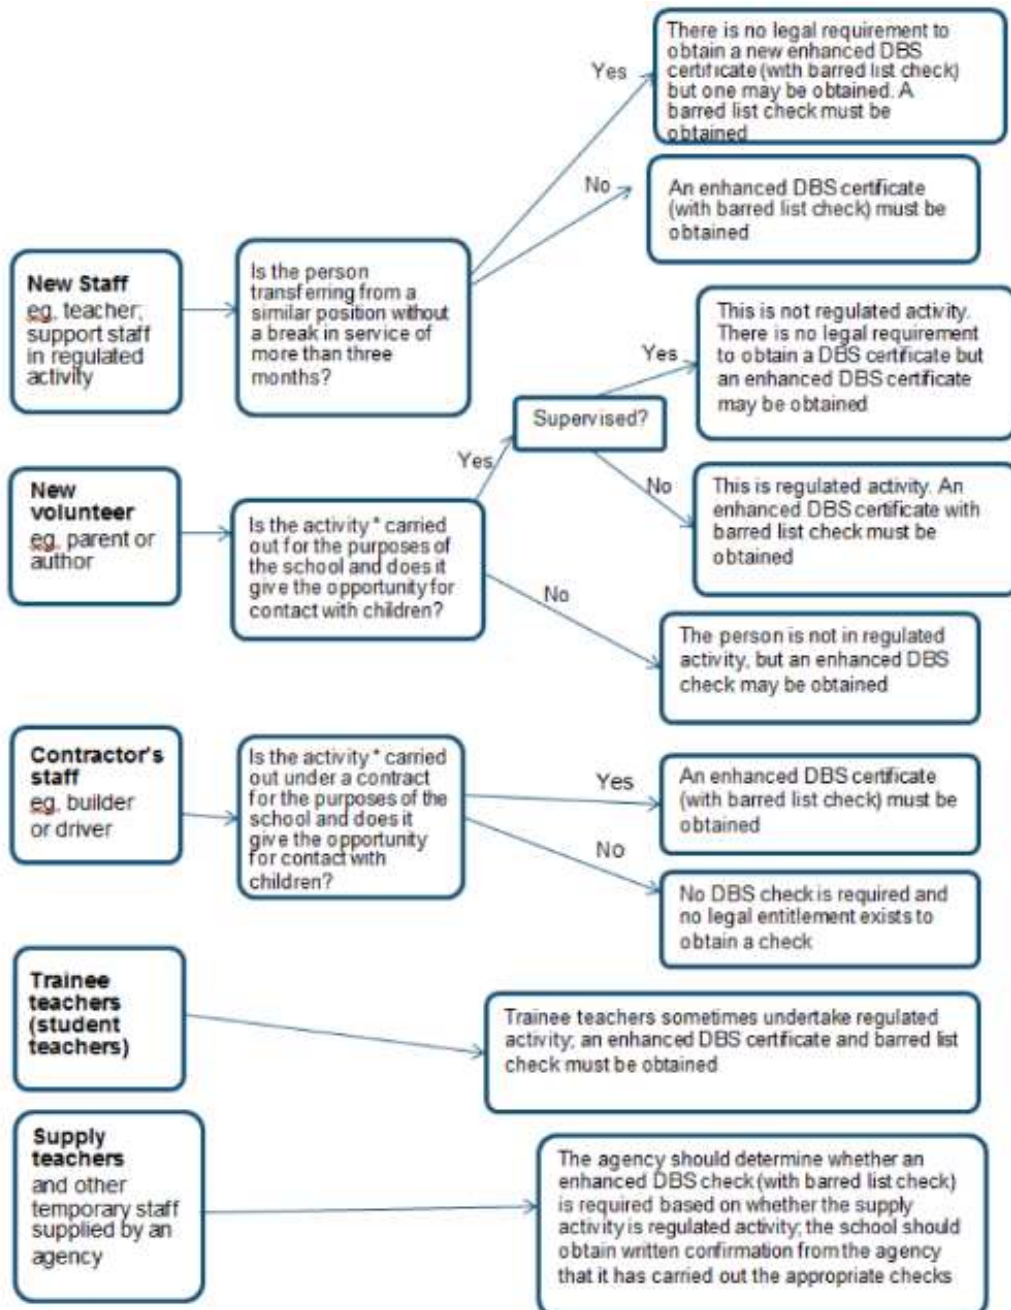 There is no legal requirement to
obtain a new enhanced DBS
certificate (with barred list check)
but one may be obtained. A
barred list check must be
obtained
Yes
No
An enhanced DBS certificate
(with barred list check) must be
obtained
New Staff
eg. teacher;
support staff
in regulated
activity
Is the person
transferring from a
similar position without
a break in service of
more than three
months?
This is not regulated activity.
There is no legal requirement
to obtain a DBS certificate but
an enhanced DBS certificate
may be obtained
Yes
Supervised?
Yes
No
This is regulated activity. An
enhanced DBS certificate with
barred list check must be
obtained
New
volunteer
eg. parent or
author
Is the activity * carried
out for the purposes of
the school and does it
give the opportunity for
contact with children?
No
The person is not in regulated
activity, but an enhanced DBS
check may be obtained
Contractor's
staff
eg. builder
or driver
Is the activity * carried
out under a contract
for the purposes of the
school and does it
give the opportunity
for contact with
children?
Yes
An enhanced DBS certificate
(with barred list check) must be
obtained
No
No DBS check is required and
no legal entitlement exists to
obtain a check
Trainee
teachers
(student
teachers)
Trainee teachers sometimes undertake regulated
activity; an enhanced DBS certificate and barred list
check must be obtained
Supply
teachers
and other
temporary staff
supplied by an
agency
The agency should determine whether an
enhanced DBS check (with barred list check)
is required based on whether the supply
activity is regulated activity; the school should
obtain written confirmation from the agency
that it has carried out the appropriate checks